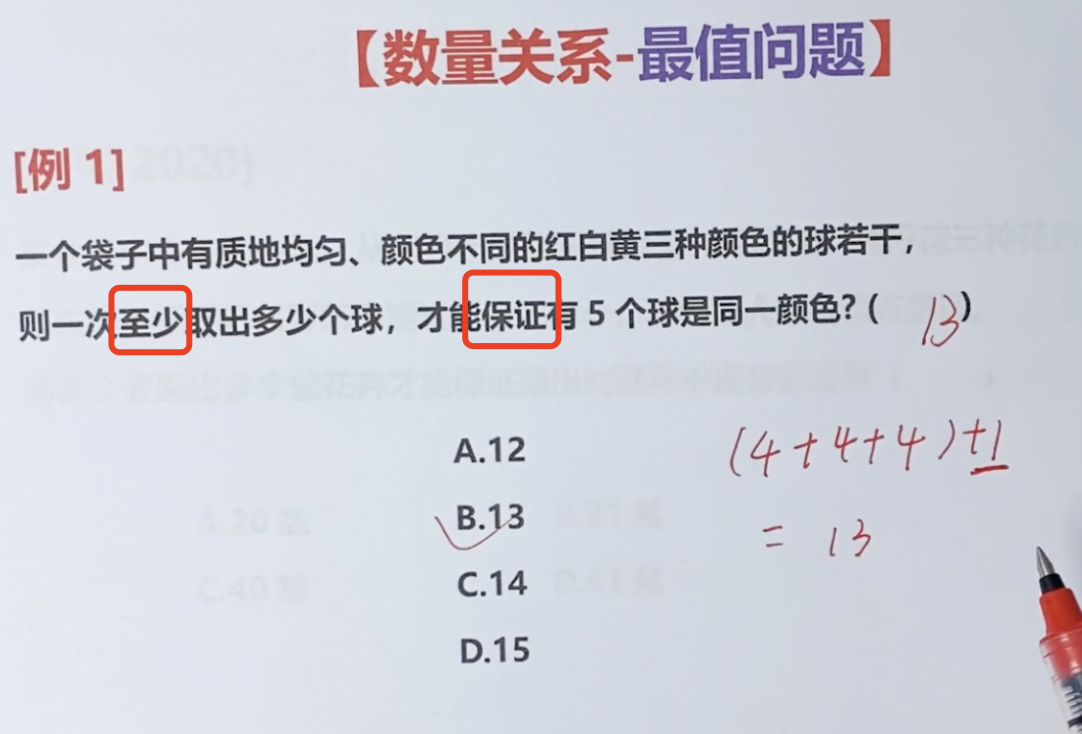 【数量关系-最值问题】
[例 1]
一个袋子中有质地均匀、颜色不同的红白黄三种颜色的球若干，
则一次至少取出多少个球，才能保证有 5 个球是同一颜色？( 13 )
A.12
(4+4+4)+1
B.13
= 13
C.14
D.15